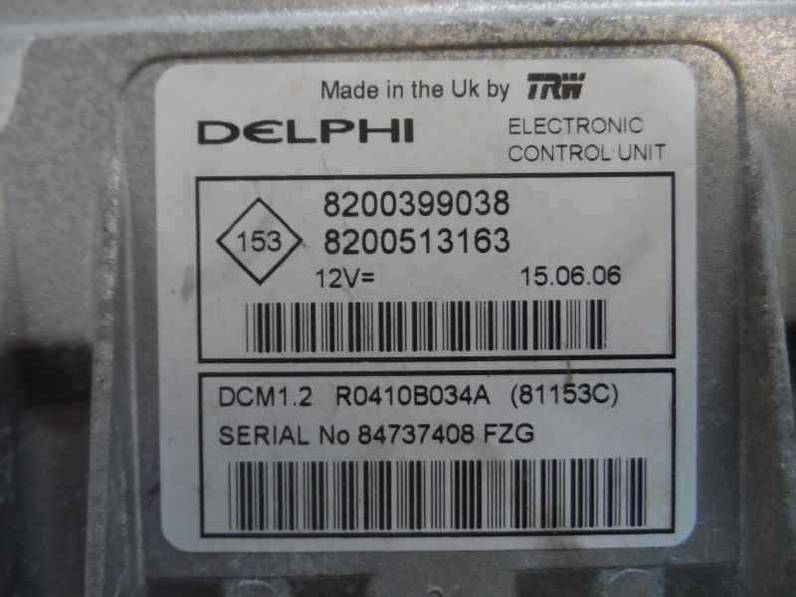 Made in the Uk by TRW
DELPHI
ELECTRONIC
CONTROL UNIT
153
8200399038
8200513163
12V= 15.06.06
DCM1.2 R0410B034A (81153C)
SERIAL No 84737408 FZG